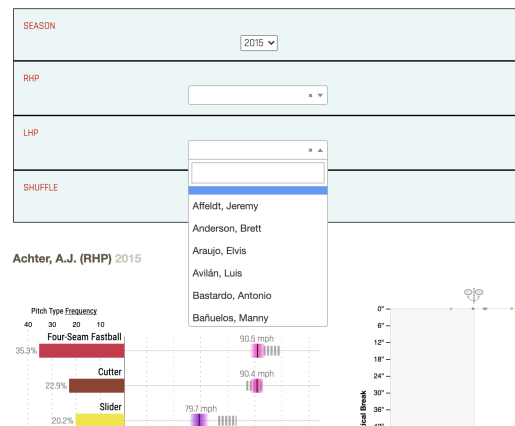 SEASON
2015
RHP
×
LHP
×
SHUFFLE
Affeldt, Jeremy
Anderson, Brett
Araujo, Elvis
Avilán, Luis
Bastardo, Antonio
Bañuelos, Manny
Achter, A.J. (RHP) 2015
Pitch Type Frequency
40 30 20 10
Four-Seam Fastball
35.3%
90.5 mph
Cutter
22.9%
90.4 mph
Slider
20.2%
79.7 mph
0"
6"
12"
18"
24"
30"
36"
ical Break